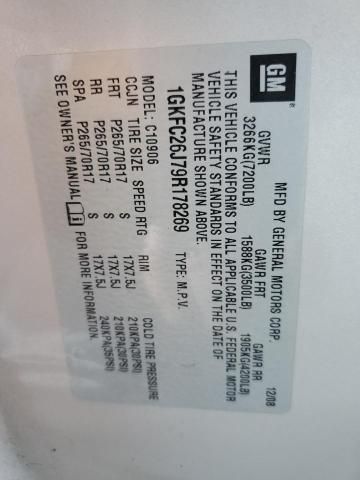 GM
®
MFD BY GENERAL MOTORS CORP. 12/08
GVWR GAWR FRT GAWR RR
3266KG(7200LB) 1588KG(3500LB) 1905KG(4200LB)
THIS VEHICLE CONFORMS TO ALL APPLICABLE U.S. FEDERAL MOTOR
VEHICLE SAFETY STANDARDS IN EFFECT ON THE DATE OF
MANUFACTURE SHOWN ABOVE.
1GKFC26J79R178269 TYPE: M.P.V.
C10906
CCJN TIRE SIZE SPEED RTG RIM COLD TIRE PRESSURE
FRT P265/70R17 S 17X7.5J 210KPA(30PSI)
RR P265/70R17 S 17X7.5J 210KPA(30PSI)
SPA P265/70R17 S 17X7.5J 240KPA(35PSI)
SEE OWNER'S MANUAL FOR MORE INFORMATION.